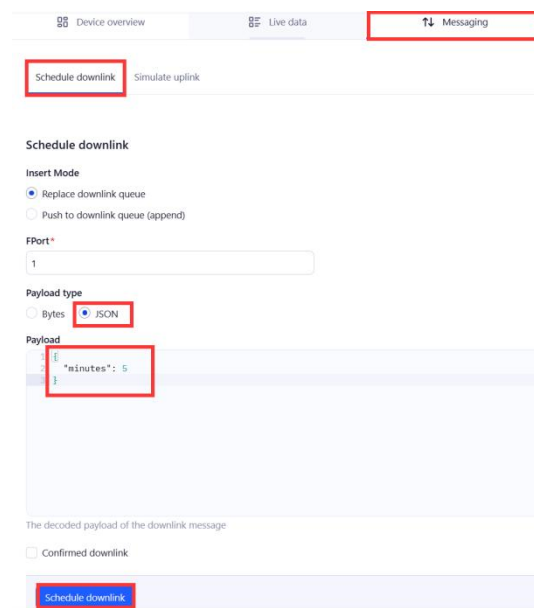 Device overview
Live data
Messaging
Schedule downlink
Simulate uplink
Schedule downlink
Insert Mode
Replace downlink queue
Push to downlink queue (append)
FPort*
1
Payload type
Bytes
JSON
Payload
1 {
2 "minutes": 5
3 }
The decoded payload of the downlink message
Confirmed downlink
Schedule downlink